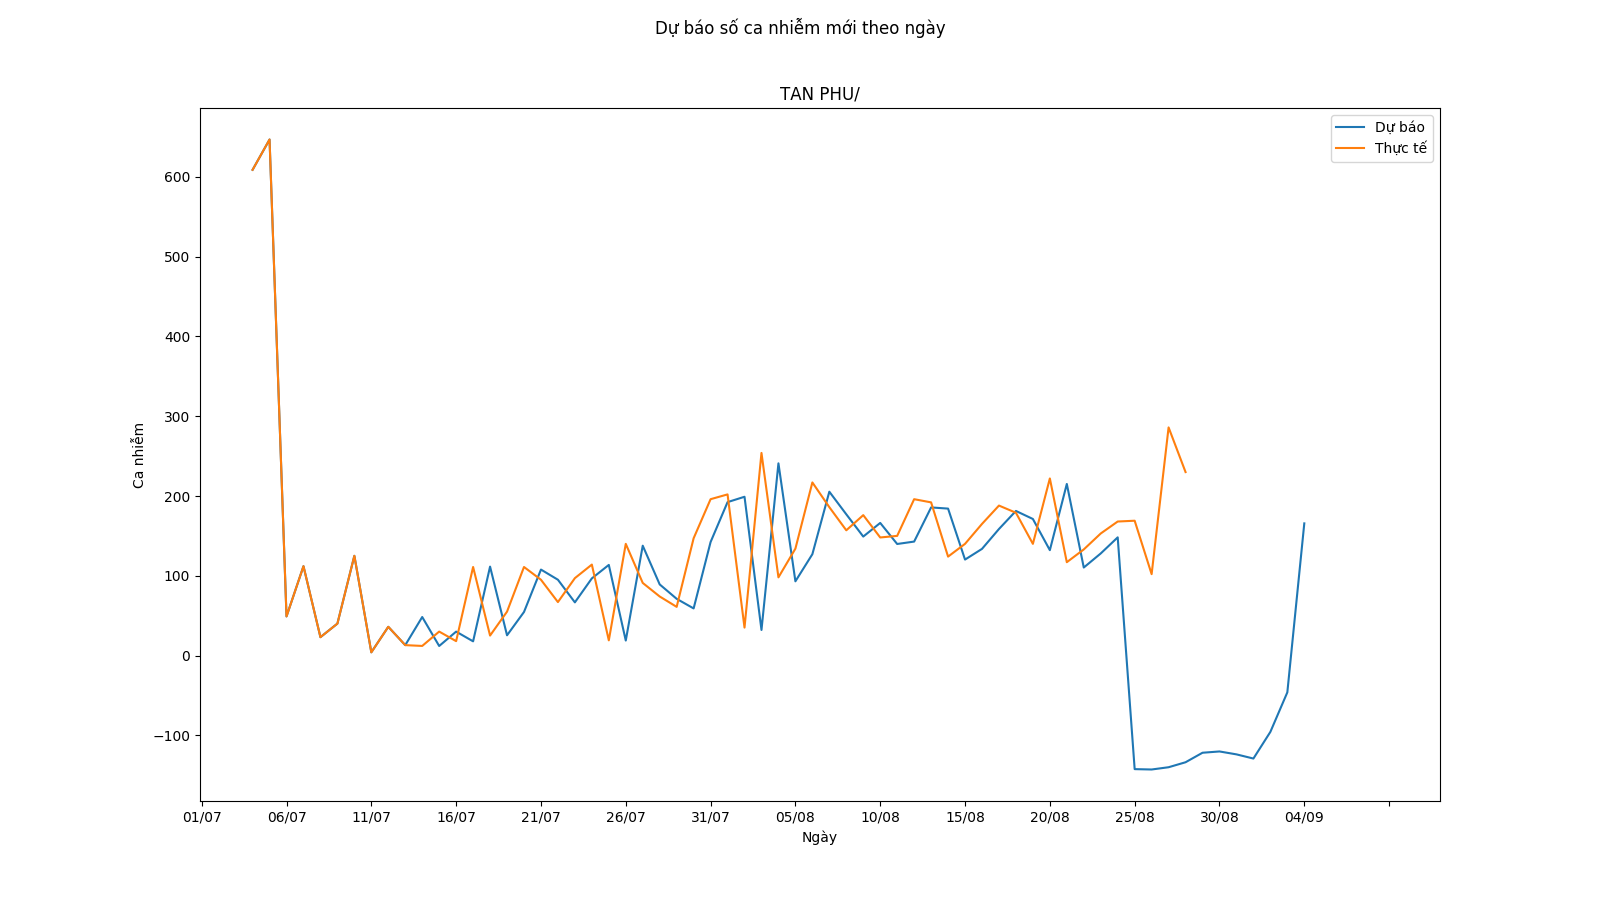 Dự báo số ca nhiễm mới theo ngày
TAN PHU/
Dự báo
Thực tế
600
500
400
300
200
100
0
−100
Ca nhiễm
01/07 06/07 11/07 16/07 21/07 26/07 31/07 05/08 10/08 15/08 20/08 25/08 30/08 04/09
Ngày